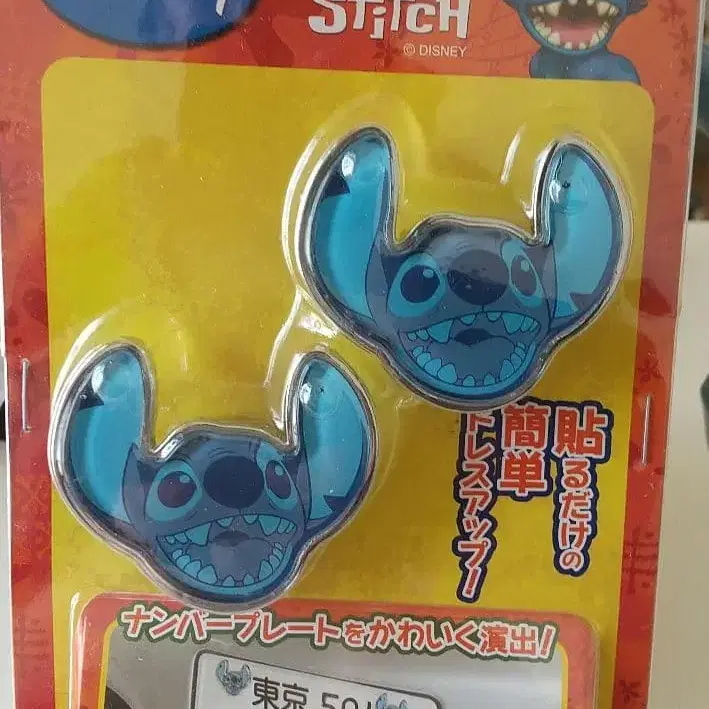 STiTCH
© DISNEY
貼るだけの
簡単
ドレスアップ!
ナンバープレートをかわいく演出!
東京 501